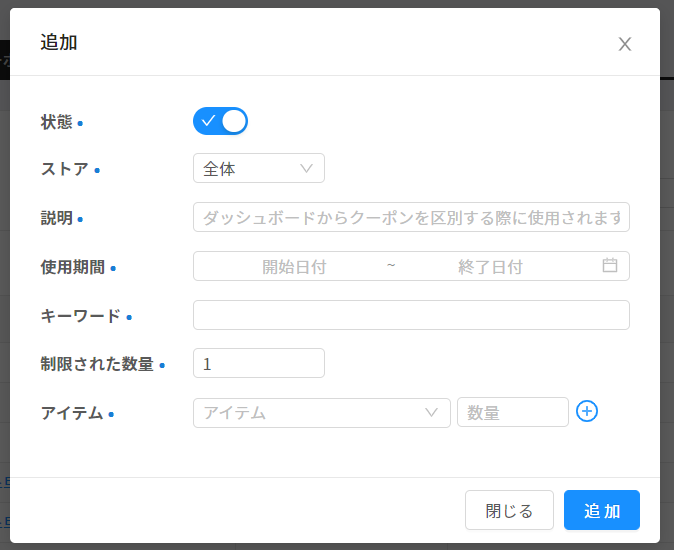 追加
状態
ストア 全体
説明 ダッシュボードからクーポンを区別する際に使用されます
使用期間 開始日付 ~ 終了日付
キーワード
制限された数量 1
アイテム アイテム 数量
閉じる 追加